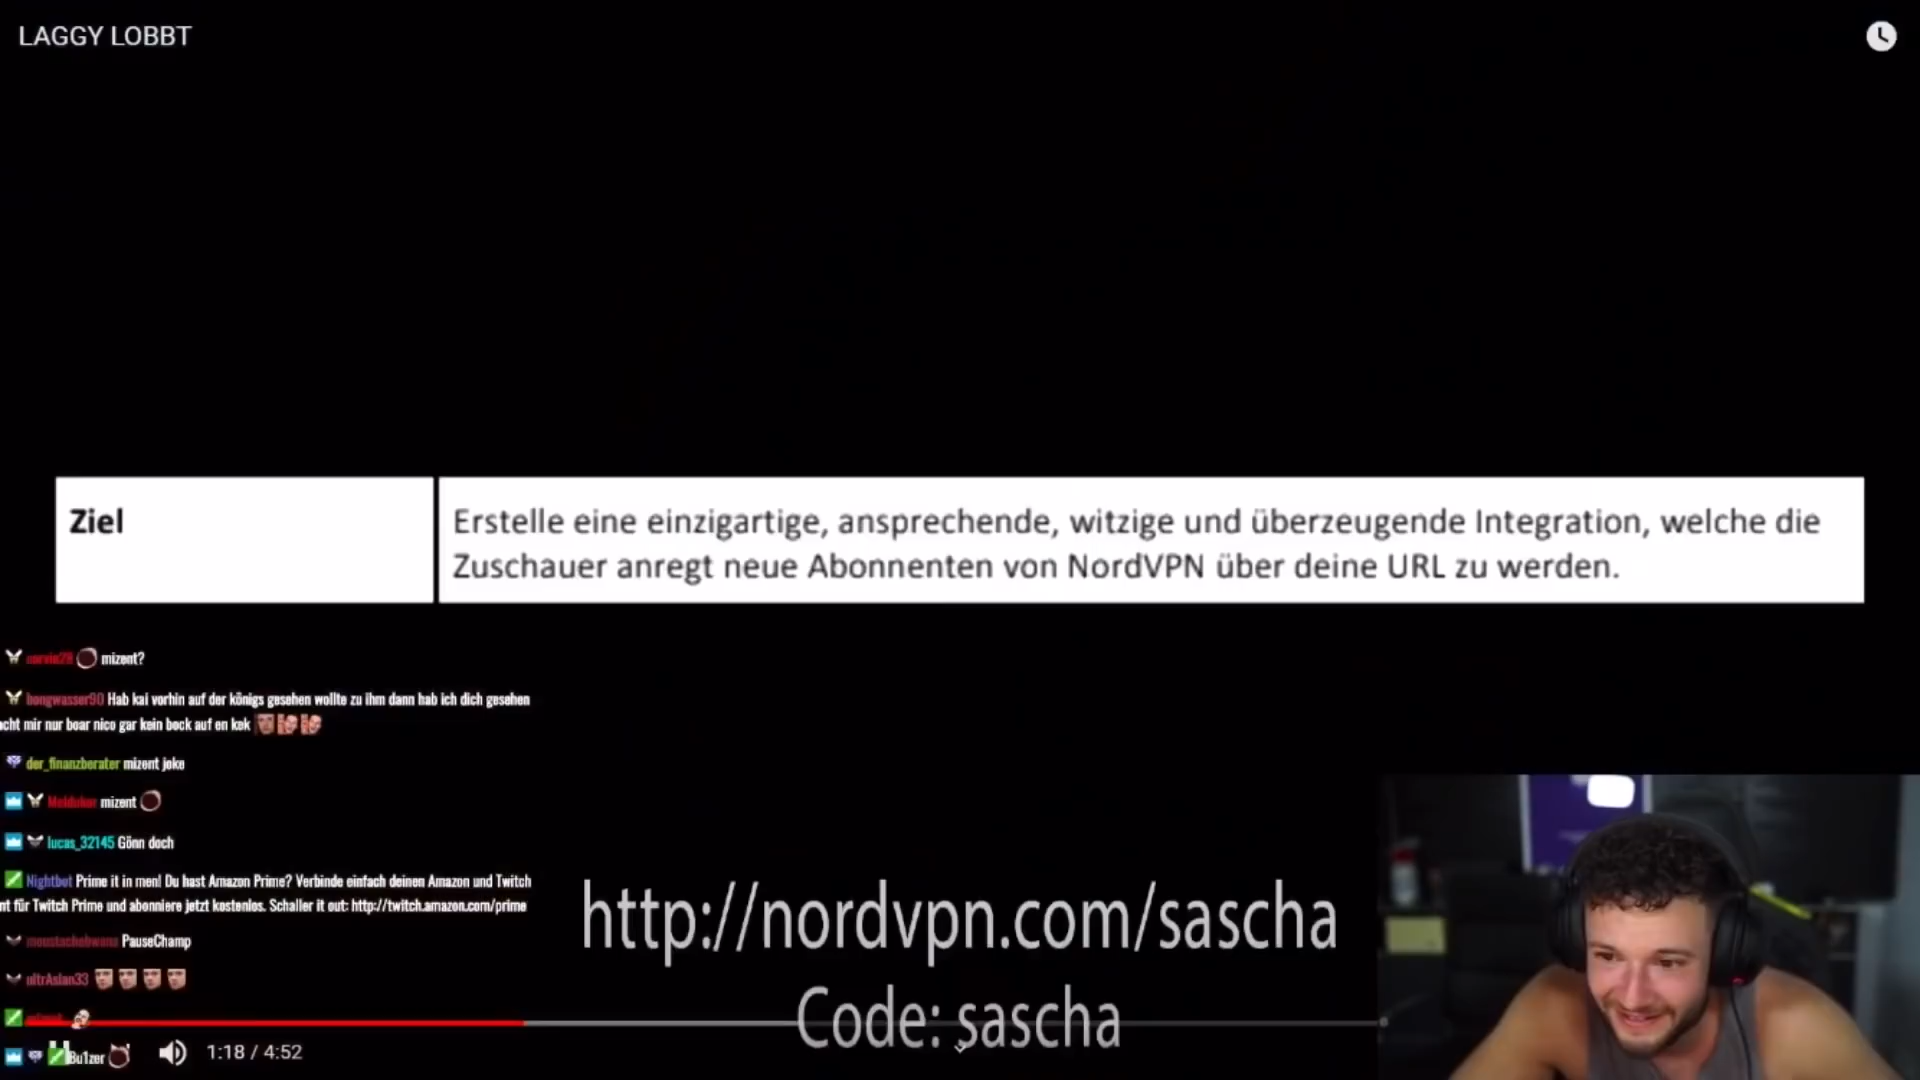 LAGGY LOBBT
Ziel
Erstelle eine einzigartige, ansprechende, witzige und überzeugende Integration, welche die
Zuschauer anregt neue Abonnenten von NordVPN über deine URL zu werden.
mizent?
bongwasser90 Hab kai vorhin auf der königs gesehen wollte zu ihm dann hab ich dich gesehen
acht mir nur boar nico gar kein bock auf en kek
der_finanzberater mizent joke
mizent
lucas_32145 Gönn doch
Nightbot Prime it in men! Du hast Amazon Prime? Verbinde einfach deinen Amazon und Twitch
nt für Twitch Prime und abonniere jetzt kostenlos. Schaller it out: http://twitch.amazon.com/prime
PauseChamp
ultrAslan33
Bu1zer
1:18 / 4:52
http://nordvpn.com/sascha
Code: sascha